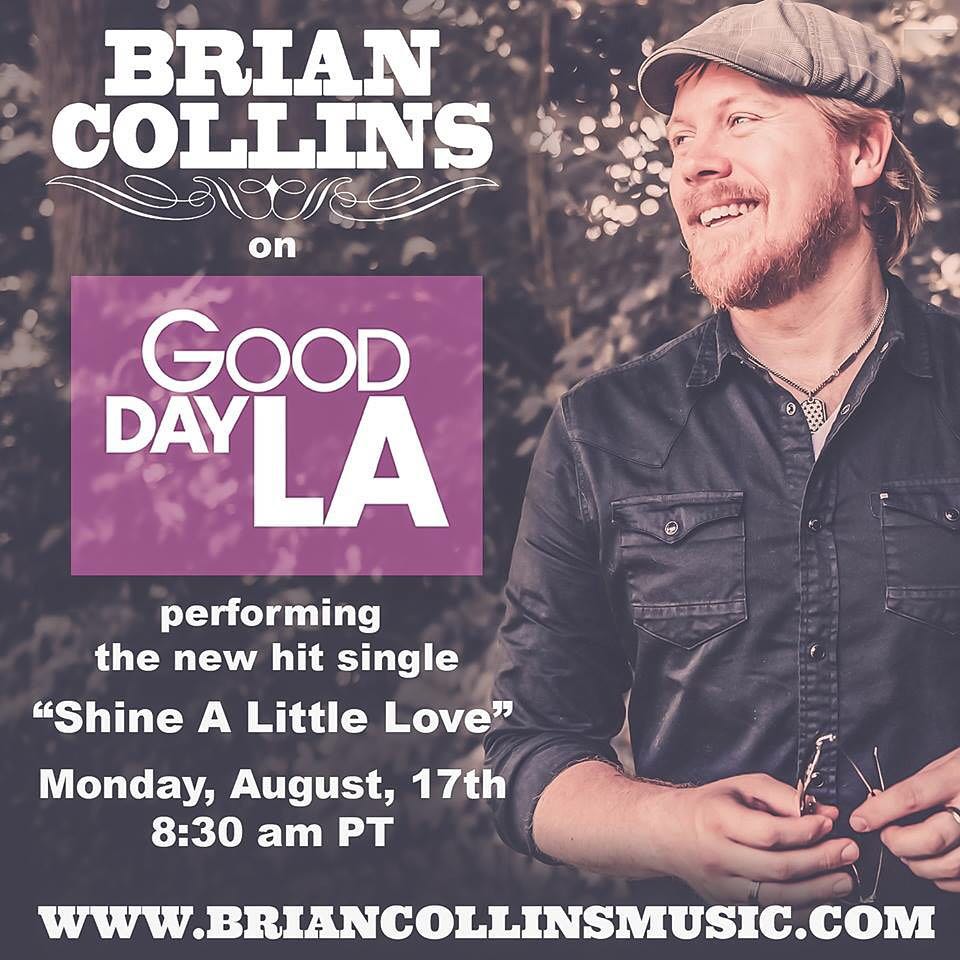 BRIAN
COLLINS
on
GOOD
DAY LA
performing
the new hit single
“Shine A Little Love”
Monday, August, 17th
8:30 am PT
WWW.BRIANCOLLINSMUSIC.COM